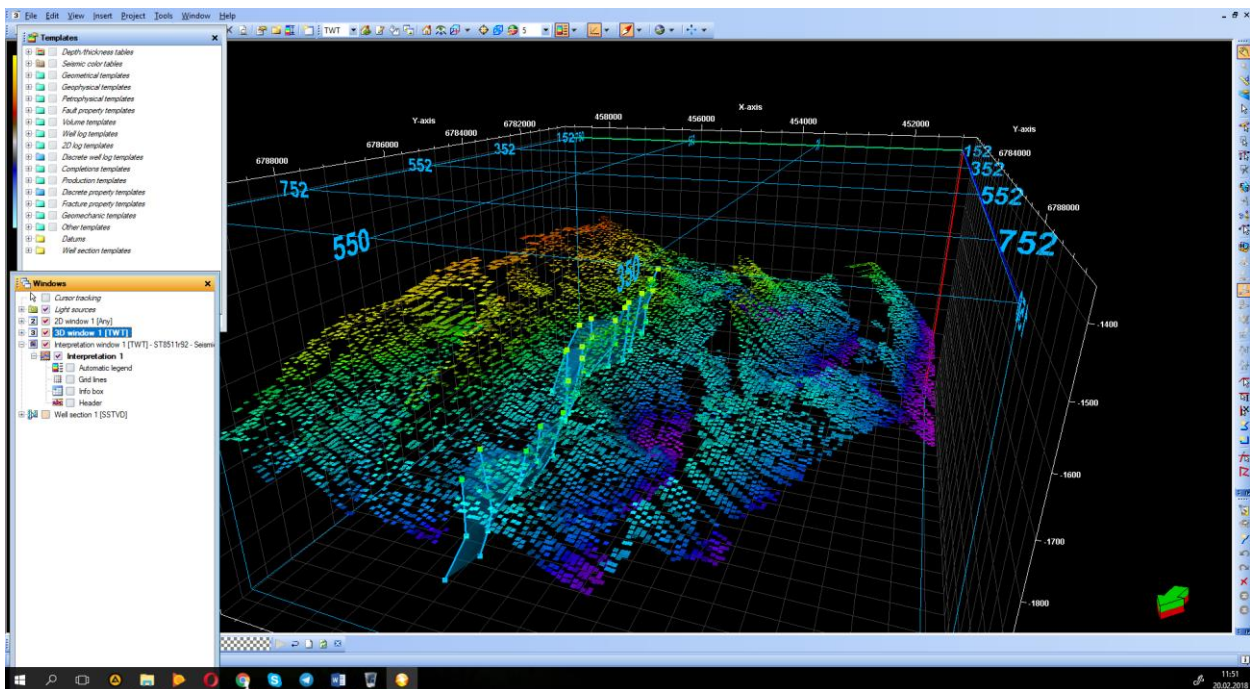 File Edit View Insert Project Tools Window Help
TWT
5
Templates
Depth/thickness tables
Seismic color tables
Geometrical templates
Geophysical templates
Petrophysical templates
Fault property templates
Volume templates
Well log templates
2D log templates
Discrete well log templates
Completions templates
Production templates
Discrete property templates
Fracture property templates
Geomechanic templates
Other templates
Datums
Well section templates
Windows
Cursor tracking
Light sources
2D window 1 [Any]
3D window 1 [TWT]
Interpretation window 1 [TWT] - ST8511r92 - Seismi
Interpretation 1
Automatic legend
Grid lines
Info box
Header
Well section 1 [SSTVD]
X-axis
Y-axis
Y-axis
6788000
6786000
6784000
6782000
458000
456000
454000
452000
6784000
6788000
152
352
552
752
550
350
152
352
552
752
-1400
-1500
-1600
-1700
-1800
11:51
20.02.2018